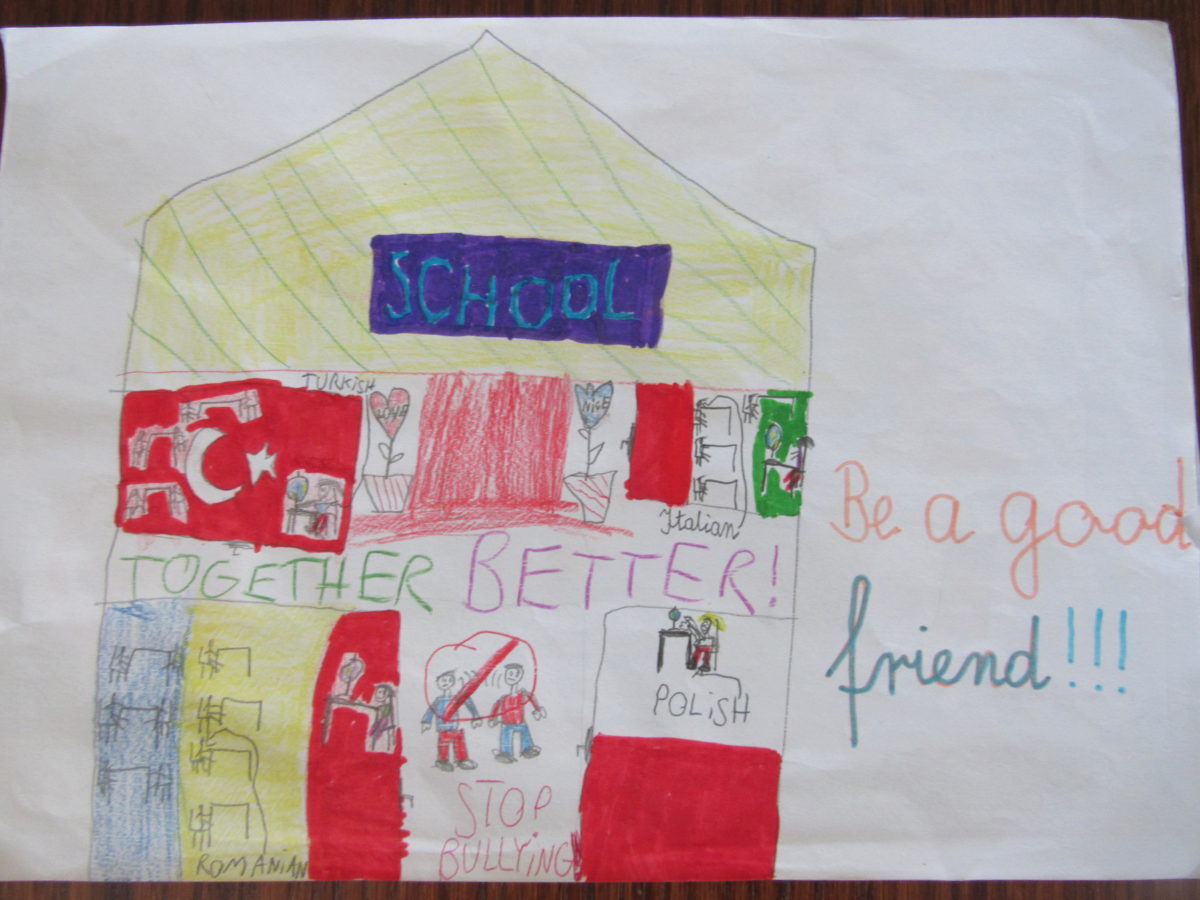 SCHOOL
TURKiSH
LOVE
NiCE
Italian
TOGETHER BETTER!
Be a good
friend!!!
POLiSH
STOP
BULLYiNG!
ROMANiAN